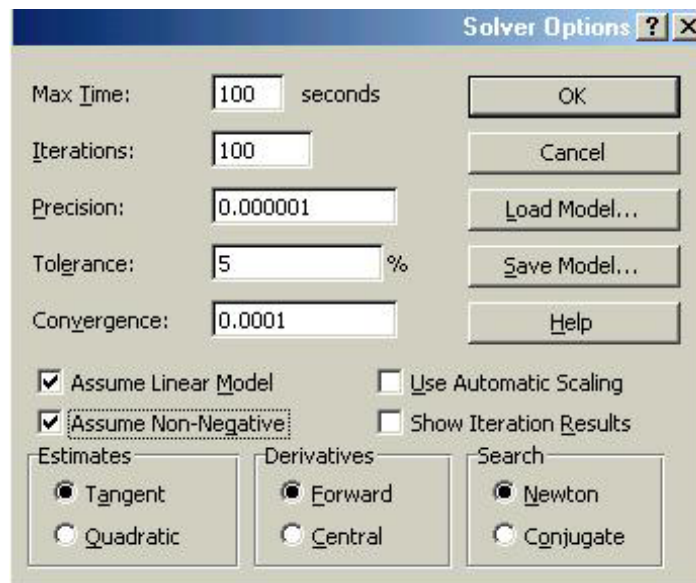 Solver Options ? X
Max Time: 100 seconds OK
Iterations: 100 Cancel
Precision: 0.000001 Load Model...
Tolerance: 5 % Save Model...
Convergence: 0.0001 Help
Assume Linear Model Use Automatic Scaling
Assume Non-Negative Show Iteration Results
Estimates Derivatives Search
Tangent Forward Newton
Quadratic Central Conjugate